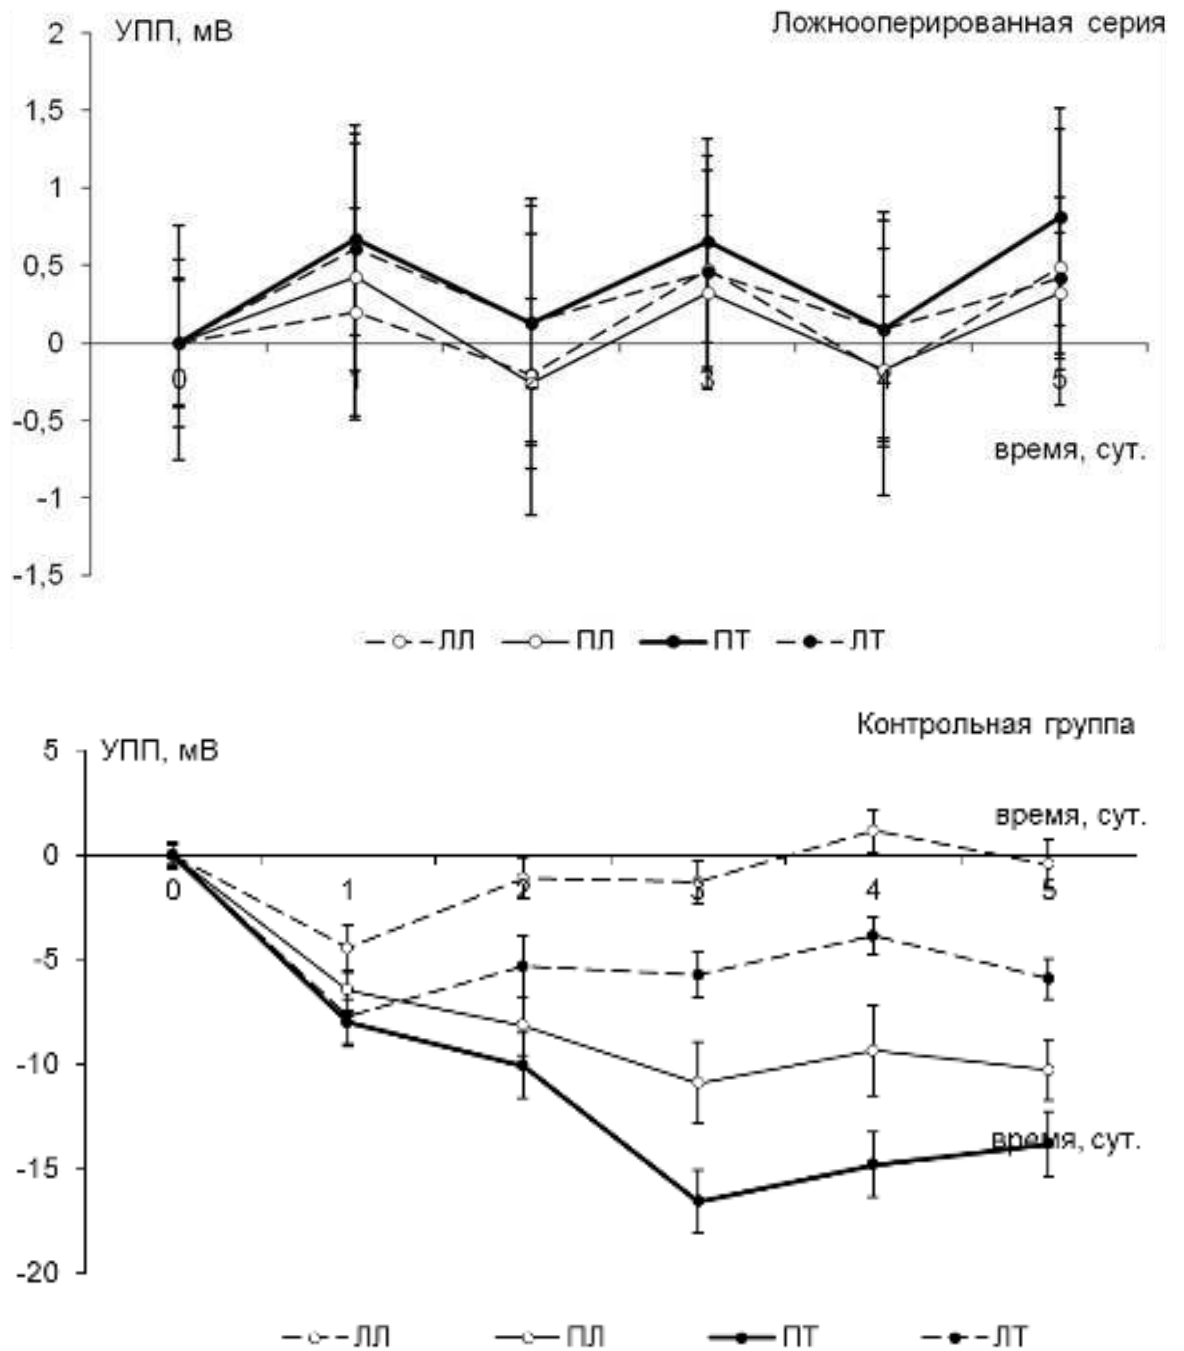 УПП, мВ
Ложнооперированная серия
2
1,5
1
0,5
0
-0,5
-1
-1,5
0 1 2 3 4 5
время, сут.
ЛЛ ПЛ ПТ ЛТ
Контрольная группа
УПП, мВ
5
0
-5
-10
-15
-20
время, сут.
0 1 2 3 4 5
время, сут.
ЛЛ ПЛ ПТ ЛТ